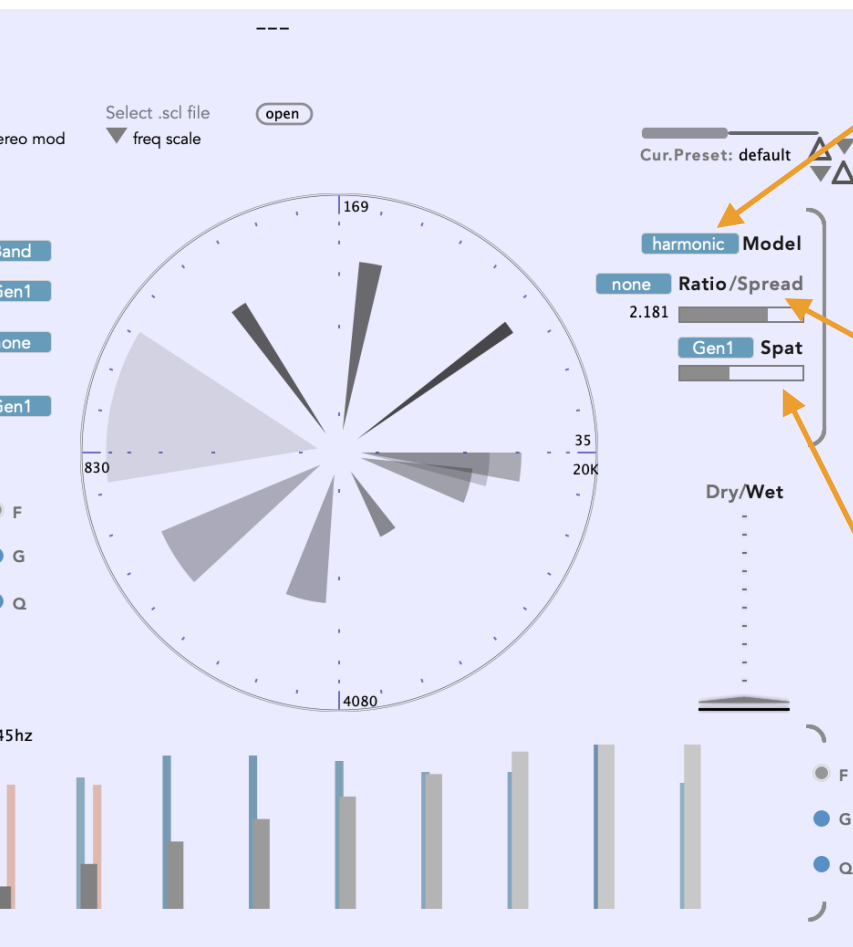 ---
Select .scl file open
ereo mod freq scale
Cur.Preset: default
169
harmonic Model
Band
none Ratio/Spread
Gen1
2.181
Gen1 Spat
one
Gen1
35
830 20K
Dry/Wet
F
G
Q
4080
45hz
F
G
Q